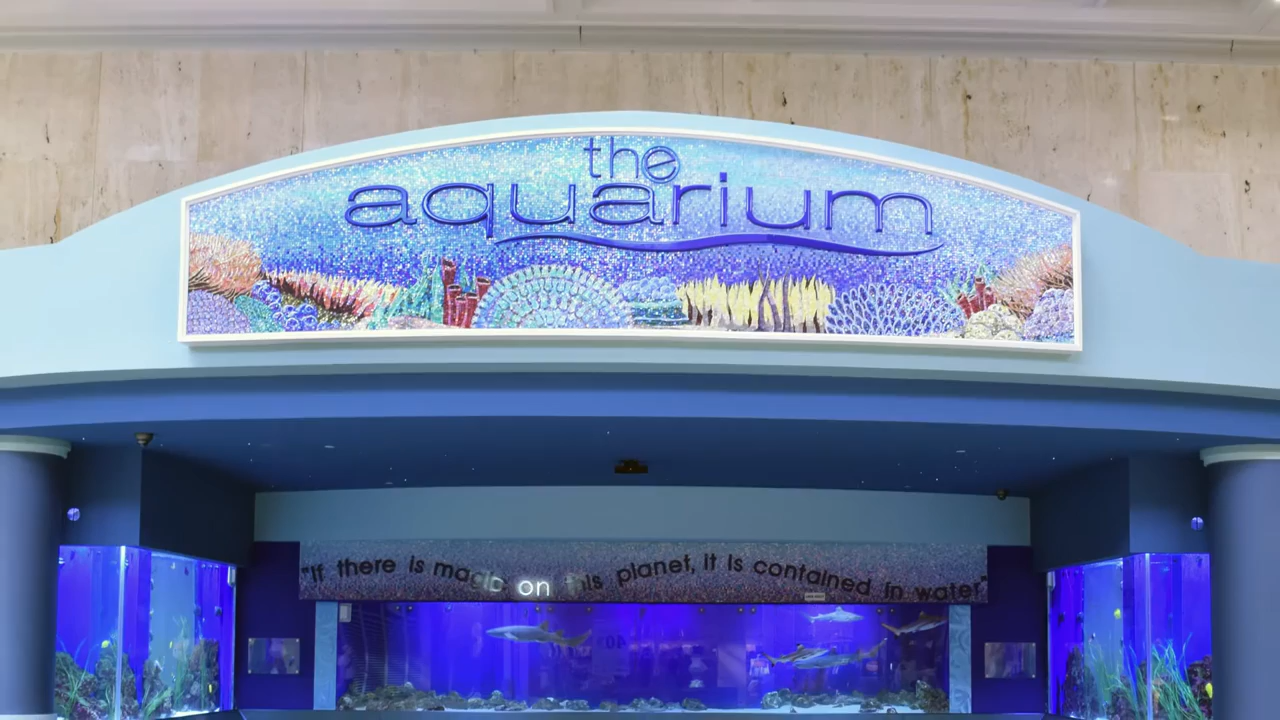 the
aquarium
"If there is magic on this planet, it is contained in water"